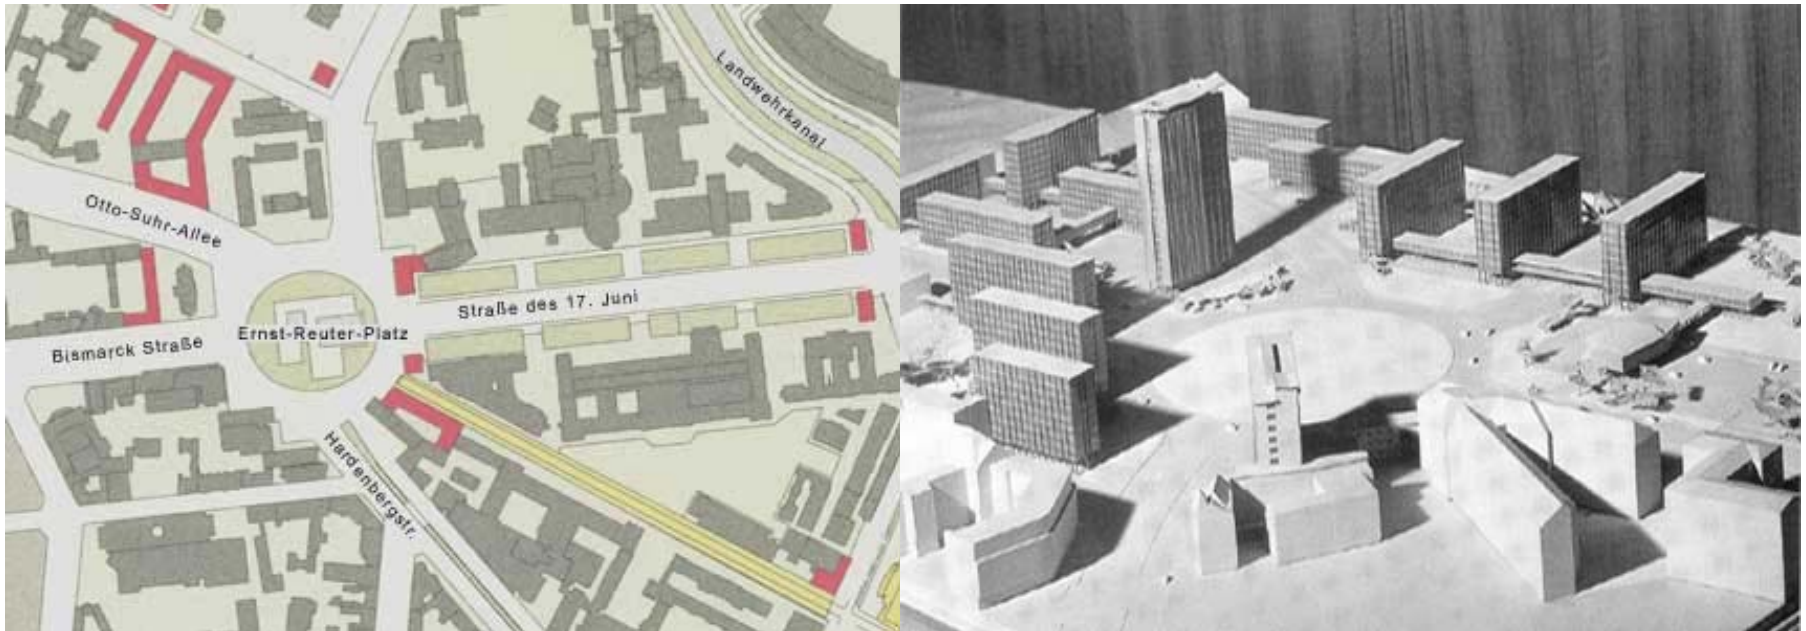 Landwehrkanal
Otto-Suhr-Allee
Straße des 17. Juni
Ernst-Reuter-Platz
Bismarck Straße
Hardenbergstr.